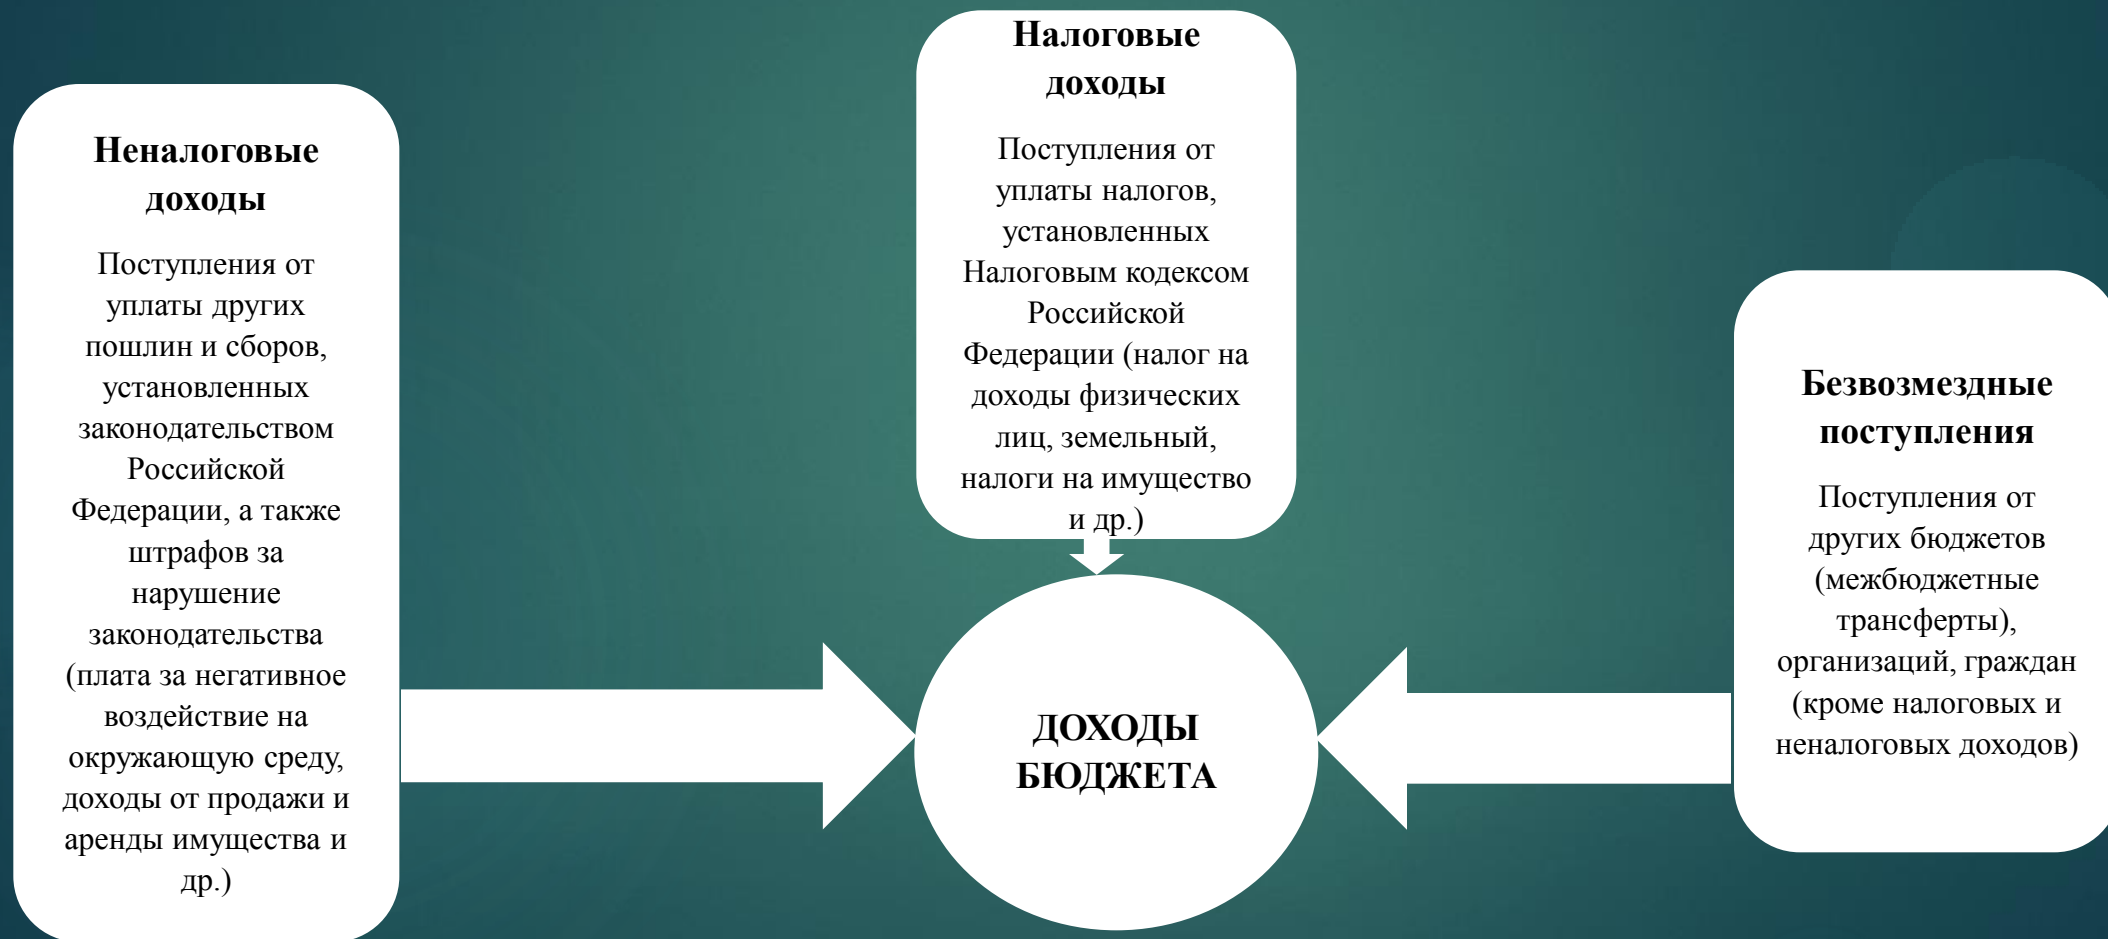 Неналоговые
доходы
Поступления от
уплаты других
пошлин и сборов,
установленных
законодательством
Российской
Федерации, а также
штрафов за
нарушение
законодательства
(плата за негативное
воздействие на
окружающую среду,
доходы от продажи и
аренды имущества и
др.)
Налоговые
доходы
Поступления от
уплаты налогов,
установленных
Налоговым кодексом
Российской
Федерации (налог на
доходы физических
лиц, земельный,
налоги на имущество
и др.)
Безвозмездные
поступления
Поступления от
других бюджетов
(межбюджетные
трансферты),
организаций, граждан
(кроме налоговых и
неналоговых доходов)
ДОХОДЫ
БЮДЖЕТА